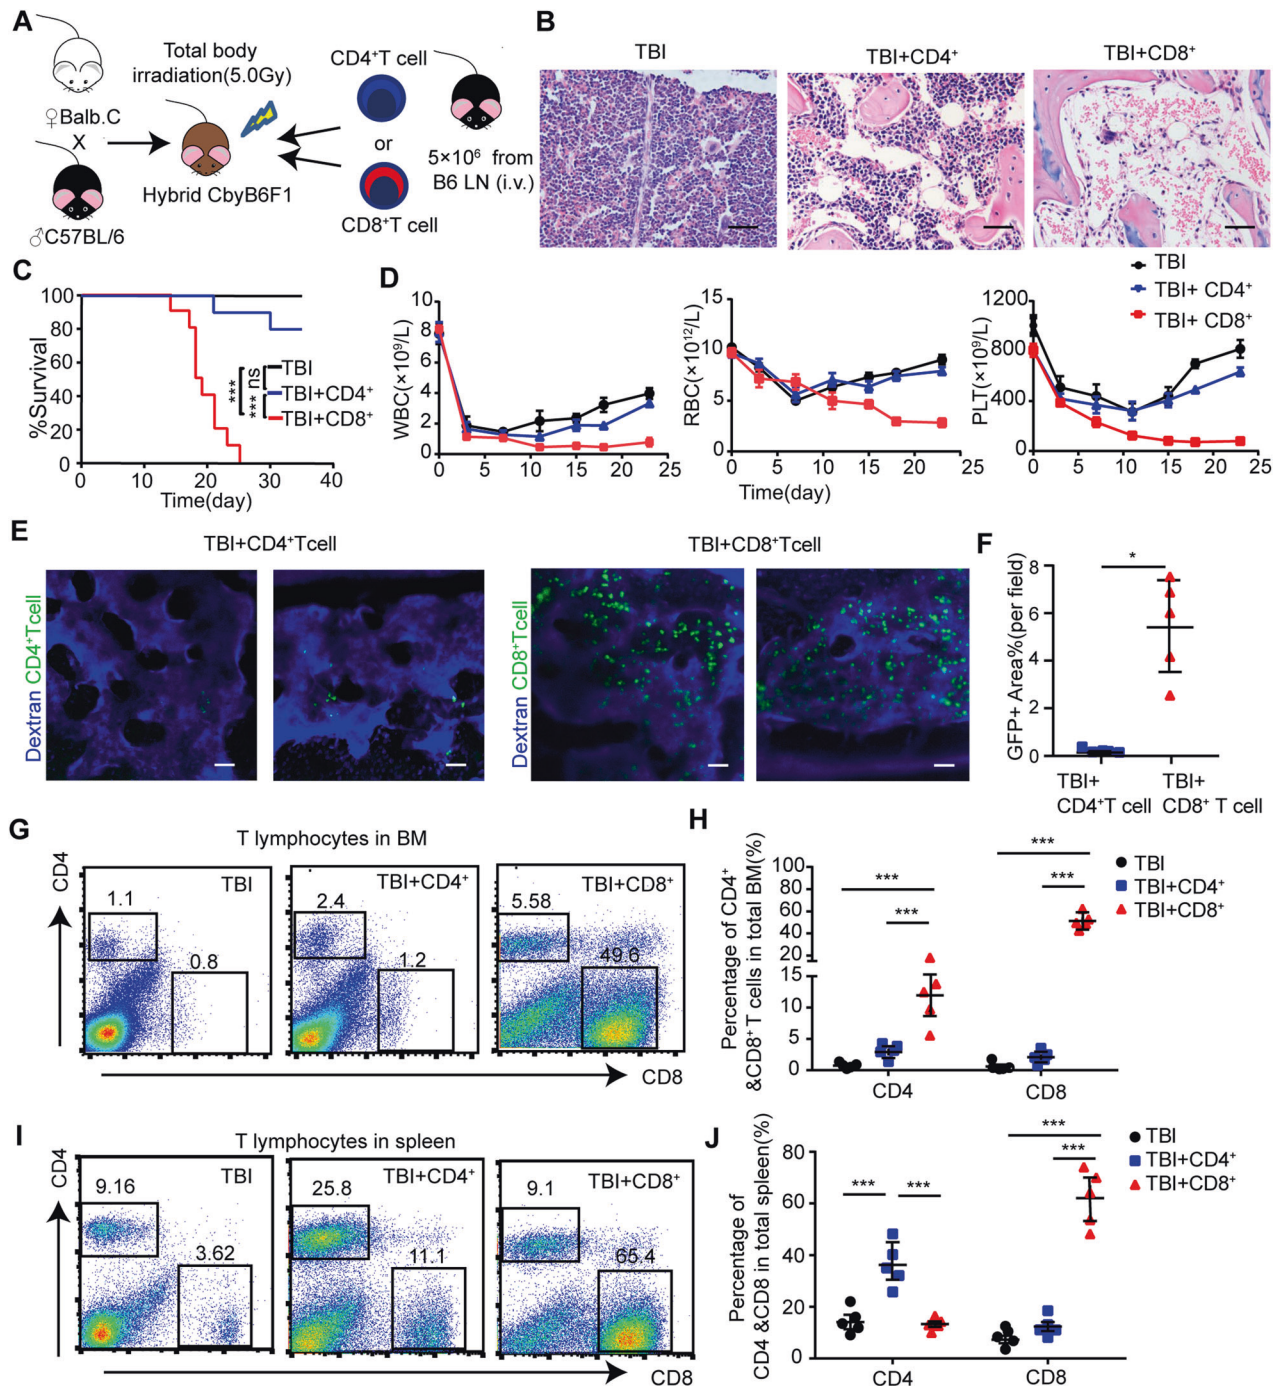 A
Total body
irradiation(5.0Gy)
♀Balb.C
X
♂C57BL/6
Hybrid CbyB6F1
CD4⁺T cell
or
CD8⁺T cell
5×10⁶ from
B6 LN (i.v.)
B
TBI
TBI+CD4⁺
TBI+CD8⁺
C
%Survival
100
80
60
40
20
0
0 10 20 30 40
Time(day)
*** ns
***
TBI
TBI+CD4⁺
TBI+CD8⁺
D
WBC(×10⁹/L)
10
8
6
4
2
0
0 5 10 15 20 25
RBC(×10¹²/L)
15
10
5
0
0 5 10 15 20 25
Time(day)
PLT(×10⁹/L)
1200
800
400
0
0 5 10 15 20 25
TBI
TBI+ CD4⁺
TBI+ CD8⁺
E
TBI+CD4⁺Tcell
TBI+CD8⁺Tcell
Dextran CD4⁺Tcell
Dextran CD8⁺Tcell
F
GFP+ Area%(per field)
8
6
4
2
0
*
TBI+
CD4⁺T cell
TBI+
CD8⁺ T cell
G
T lymphocytes in BM
CD4
TBI
1.1
0.8
TBI+CD4⁺
2.4
1.2
TBI+CD8⁺
5.58
49.6
CD8
H
Percentage of CD4⁺
&CD8⁺ T cells in total BM(%)
100
80
60
40
20
15
10
5
0
***
***
***
***
CD4
CD8
TBI
TBI+CD4⁺
TBI+CD8⁺
I
T lymphocytes in spleen
CD4
TBI
9.16
3.62
TBI+CD4⁺
25.8
11.1
TBI+CD8⁺
9.1
65.4
CD8
J
Percentage of
CD4 &CD8 in total spleen(%)
80
60
40
20
0
***
***
***
***
CD4
CD8
TBI
TBI+CD4⁺
TBI+CD8⁺